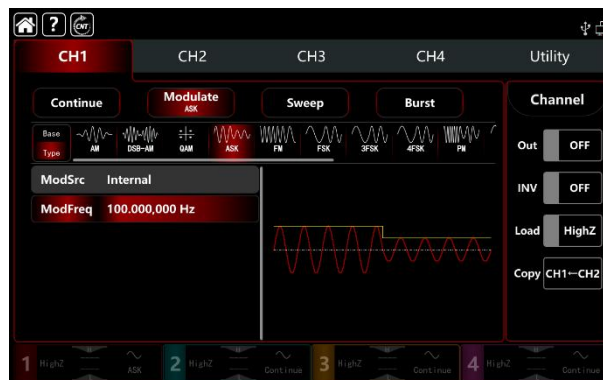 ? CNT
CH1 CH2 CH3 CH4 Utility
Continue Modulate ASK Sweep Burst Channel
Base Type AM DSB-AM QAM ASK FM FSK 3FSK 4FSK PM
Out OFF
ModSrc Internal
INV OFF
ModFreq 100.000,000 Hz
Load HighZ
Copy CH1←CH2
1 HighZ ASK 2 HighZ Continue 3 HighZ Continue 4 HighZ Continue